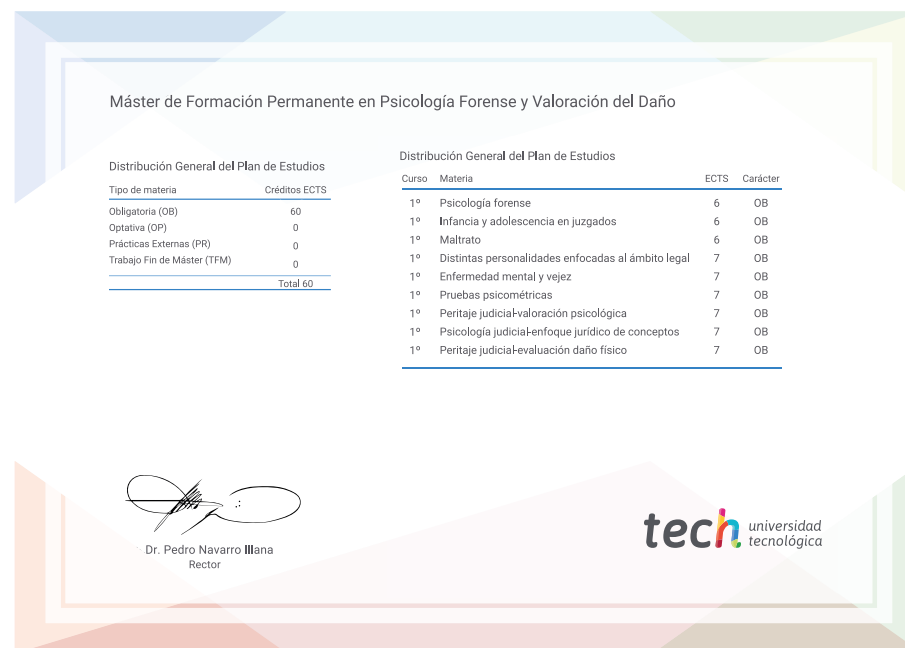 Máster de Formación Permanente en Psicología Forense y Valoración del Daño
Distribución General del Plan de Estudios
Tipo de materia Créditos ECTS
Obligatoria (OB) 60
Optativa (OP) 0
Prácticas Externas (PR) 0
Trabajo Fin de Máster (TFM) 0
Total 60
Distribución General del Plan de Estudios
Curso Materia ECTS Carácter
1º Psicología forense 6 OB
1º Infancia y adolescencia en juzgados 6 OB
1º Maltrato 6 OB
1º Distintas personalidades enfocadas al ámbito legal 7 OB
1º Enfermedad mental y vejez 7 OB
1º Pruebas psicométricas 7 OB
1º Peritaje judicial-valoración psicológica 7 OB
1º Psicología judicial-enfoque jurídico de conceptos 7 OB
1º Peritaje judicial-evaluación daño físico 7 OB
Dr. Pedro Navarro Illana
Rector
tech universidad
tecnológica